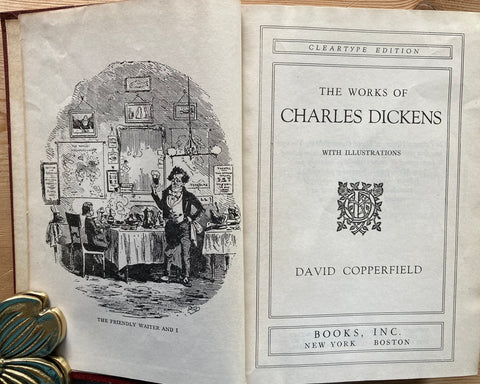 THE FRIENDLY WAITER AND I
CLEARTYPE EDITION
THE WORKS OF
CHARLES DICKENS
WITH ILLUSTRATIONS
DAVID COPPERFIELD
BOOKS, INC.
NEW YORK BOSTON